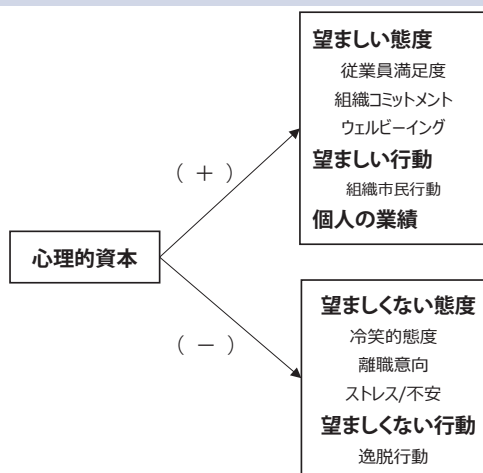 望ましい態度
従業員満足度
組織コミットメント
ウェルビーイング
望ましい行動
組織市民行動
個人の業績
( + )
心理的資本
( − )
望ましくない態度
冷笑的態度
離職意向
ストレス/不安
望ましくない行動
逸脱行動